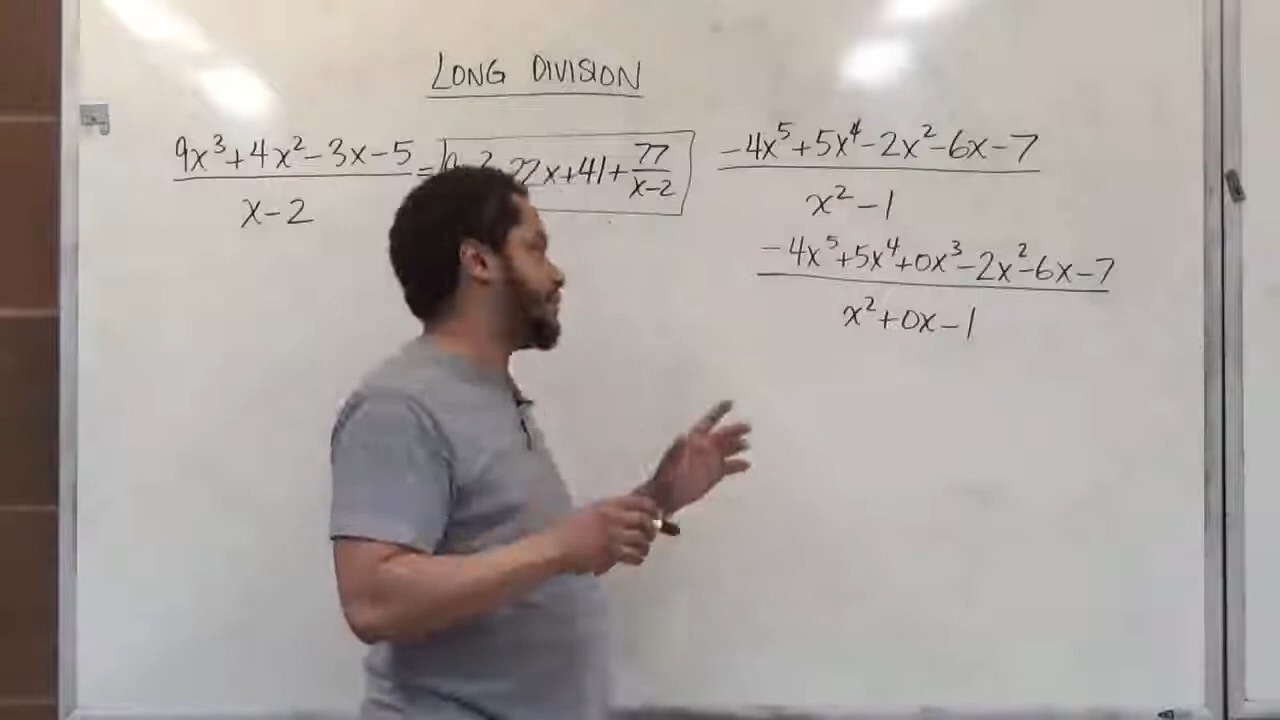 LONG DIVISION
9x³+4x²-3x-5
x-2
=
22x+41+
77
x-2
-4x⁵+5x⁴-2x²-6x-7
x²-1
-4x⁵+5x⁴+0x³-2x²-6x-7
x²+0x-1